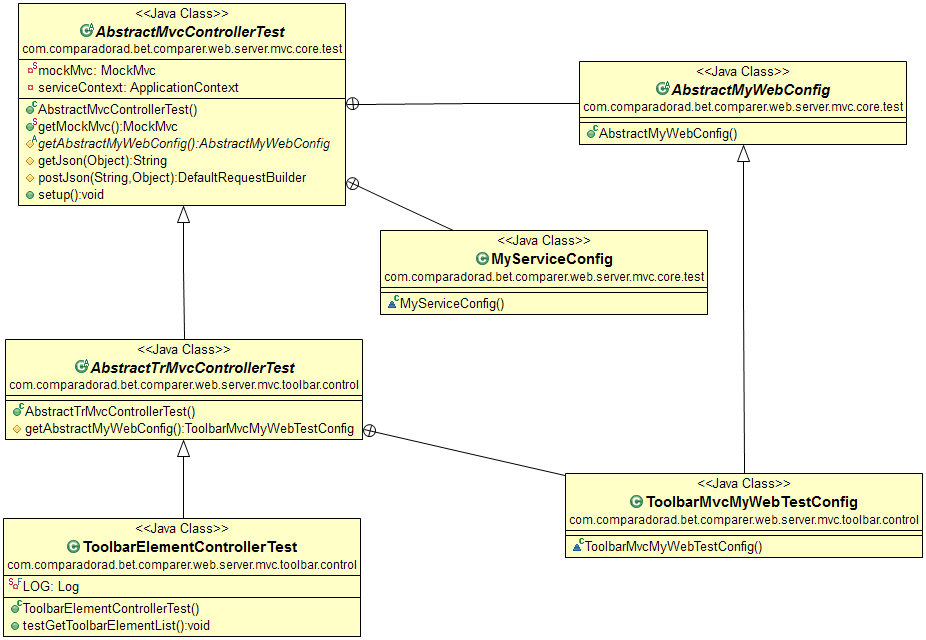 <<Java Class>>
AbstractMvcControllerTest
com.comparadorad.bet.comparer.web.server.mvc.core.test
mockMvc: MockMvc
serviceContext: ApplicationContext
AbstractMvcControllerTest()
getMockMvc():MockMvc
getAbstractMyWebConfig():AbstractMyWebConfig
getJson(Object):String
postJson(String,Object):DefaultRequestBuilder
setup():void
<<Java Class>>
AbstractMyWebConfig
com.comparadorad.bet.comparer.web.server.mvc.core.test
AbstractMyWebConfig()
<<Java Class>>
MyServiceConfig
com.comparadorad.bet.comparer.web.server.mvc.core.test
MyServiceConfig()
<<Java Class>>
AbstractTrMvcControllerTest
com.comparadorad.bet.comparer.web.server.mvc.toolbar.control
AbstractTrMvcControllerTest()
getAbstractMyWebConfig():ToolbarMvcMyWebTestConfig
<<Java Class>>
ToolbarMvcMyWebTestConfig
com.comparadorad.bet.comparer.web.server.mvc.toolbar.control
ToolbarMvcMyWebTestConfig()
<<Java Class>>
ToolbarElementControllerTest
com.comparadorad.bet.comparer.web.server.mvc.toolbar.control
LOG: Log
ToolbarElementControllerTest()
testGetToolbarElementList():void